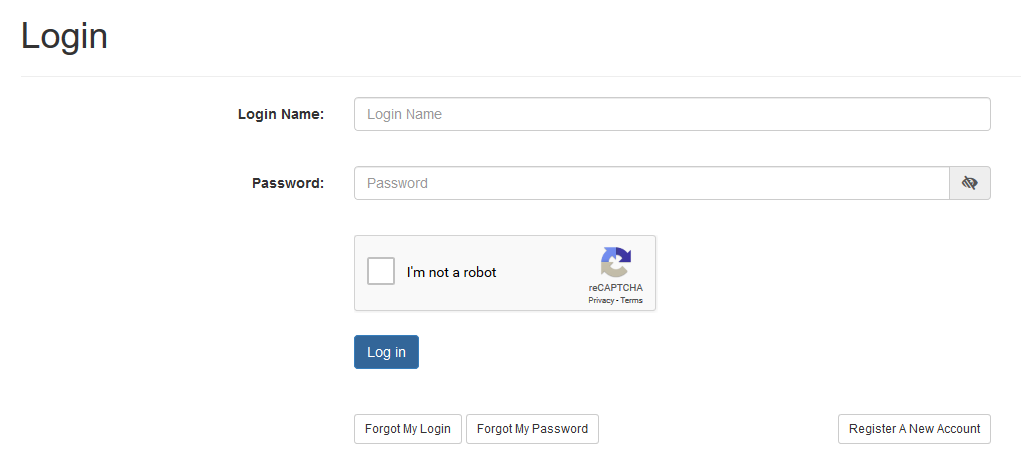 Login
Login Name: Login Name
Password: Password
I'm not a robot
reCAPTCHA
Privacy - Terms
Log in
Forgot My Login Forgot My Password Register A New Account